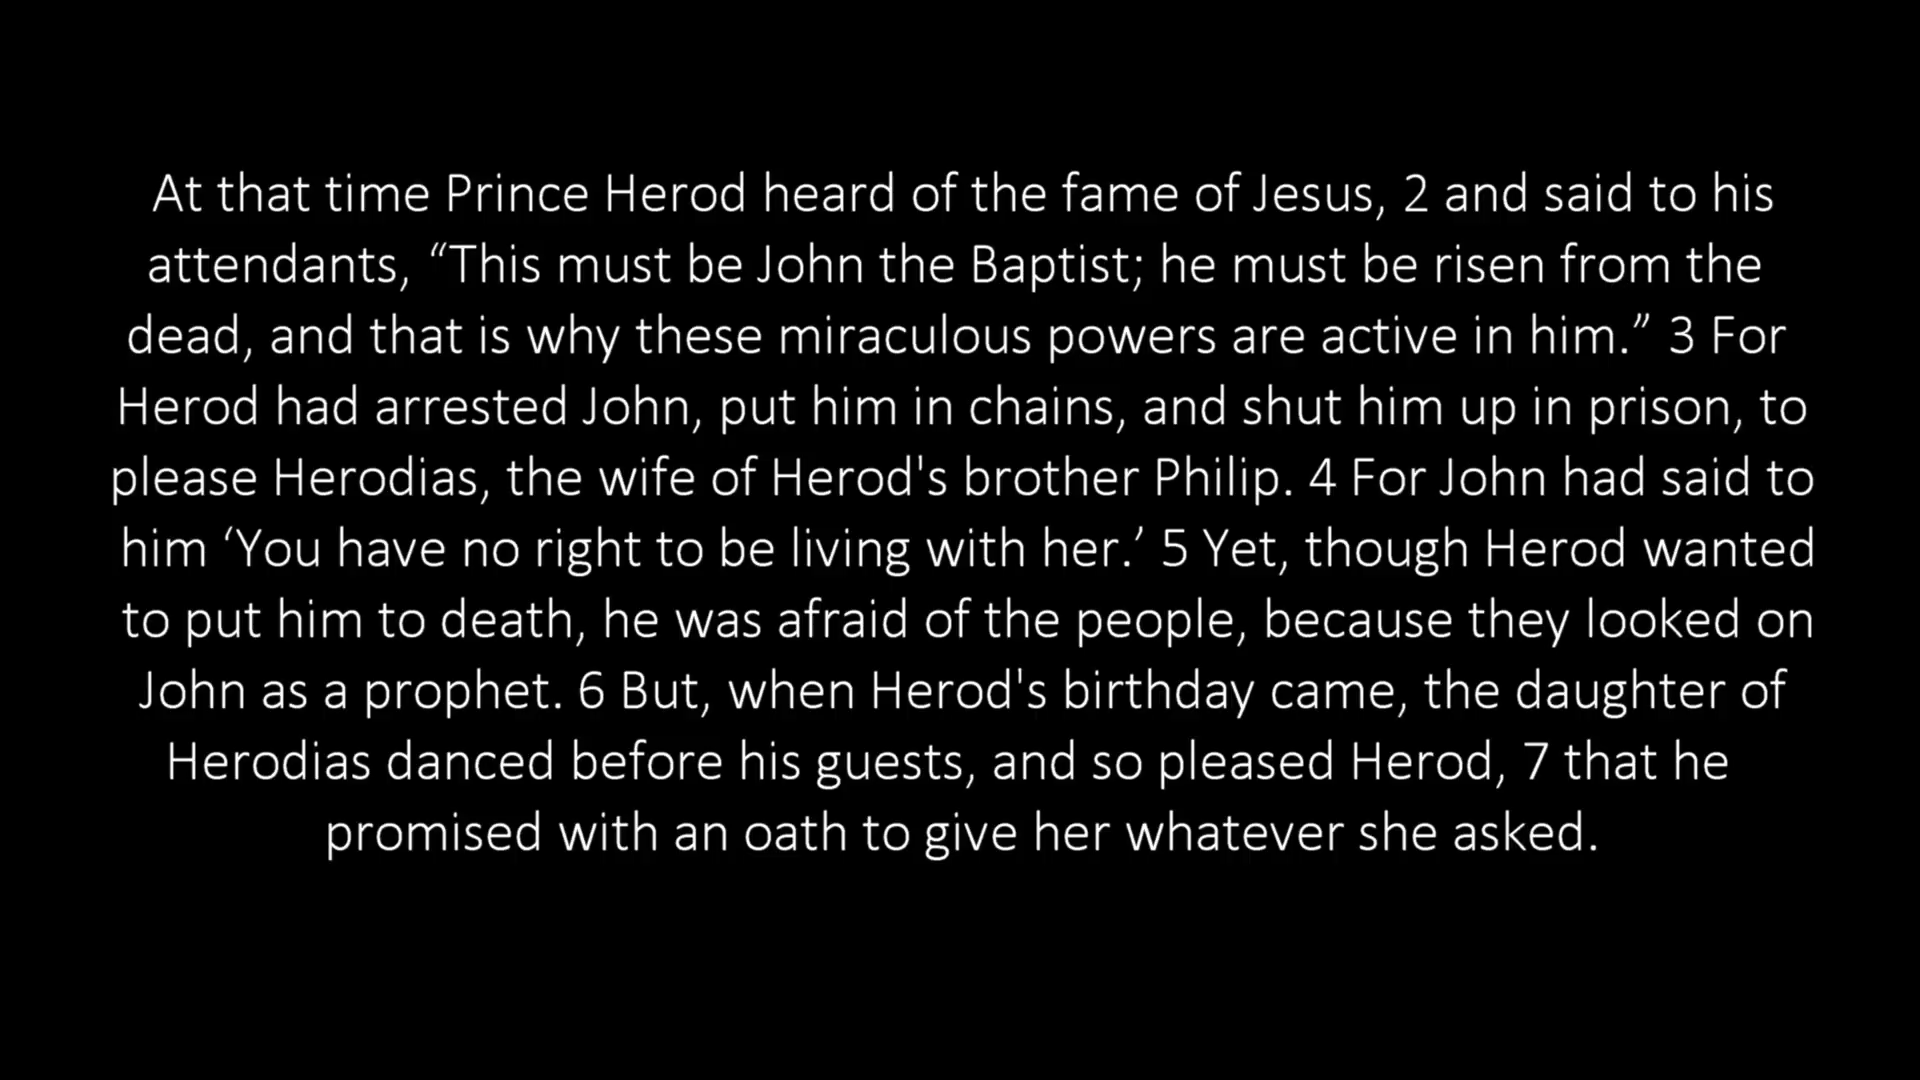 At that time Prince Herod heard of the fame of Jesus, 2 and said to his
attendants, “This must be John the Baptist; he must be risen from the
dead, and that is why these miraculous powers are active in him.” 3 For
Herod had arrested John, put him in chains, and shut him up in prison, to
please Herodias, the wife of Herod's brother Philip. 4 For John had said to
him ‘You have no right to be living with her.’ 5 Yet, though Herod wanted
to put him to death, he was afraid of the people, because they looked on
John as a prophet. 6 But, when Herod's birthday came, the daughter of
Herodias danced before his guests, and so pleased Herod, 7 that he
promised with an oath to give her whatever she asked.